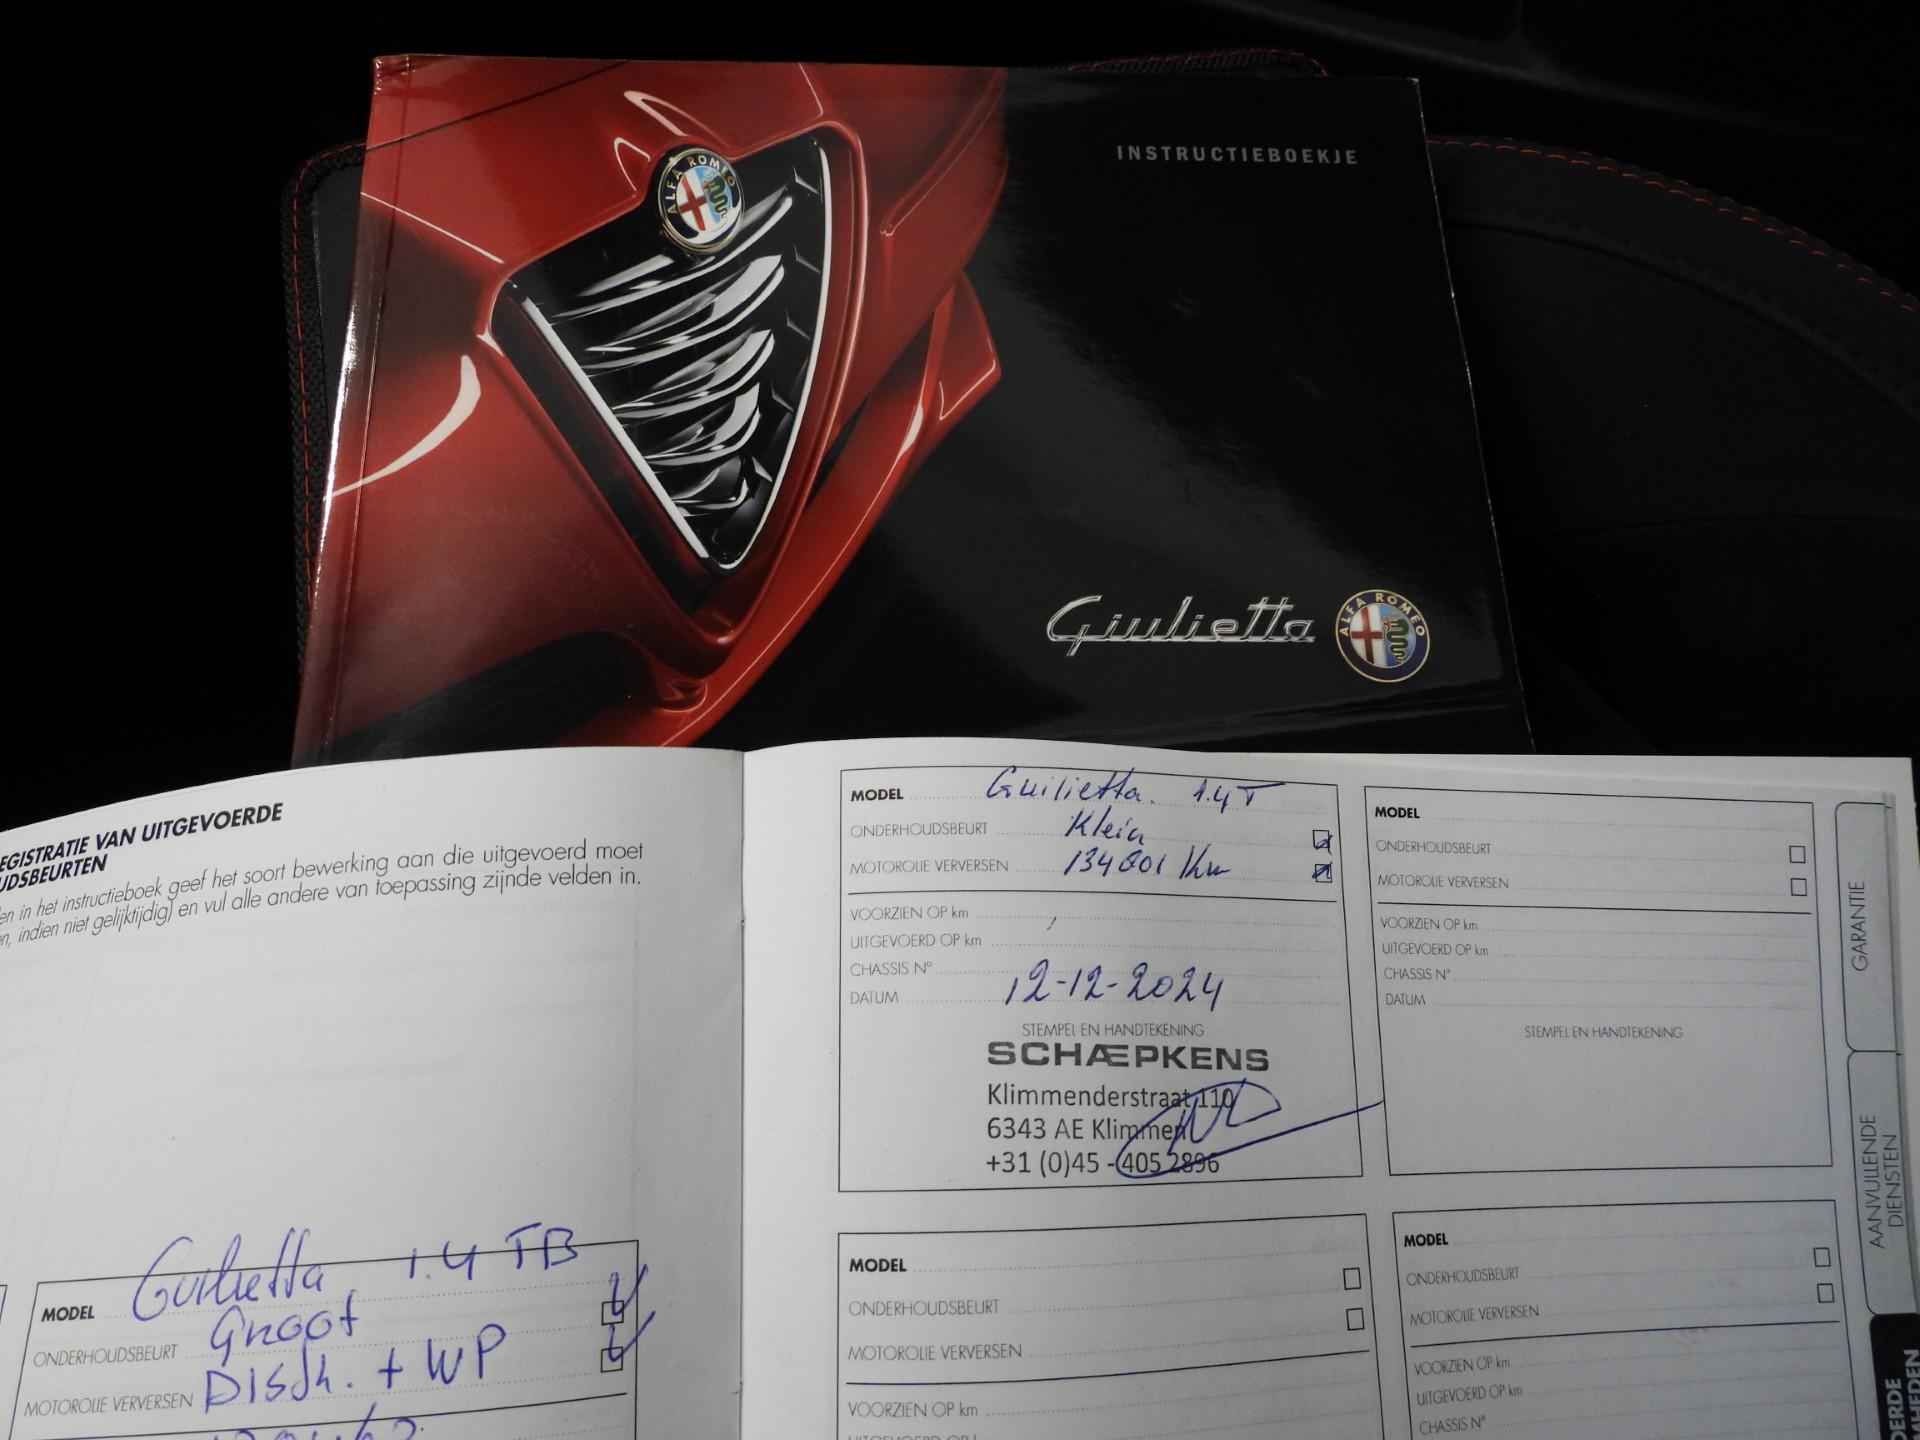 INSTRUCTIEBOEKJE
ALFA ROMEO
Giulietta
ALFA ROMEO
EGISTRATIE VAN UITGEVOERDE
UDSBEURTEN
en in het instructieboek geef het soort bewerking aan die uitgevoerd moet
en, indien niet gelijktijdig) en vul alle andere van toepassing zijnde velden in.
MODEL Guilietta 1.4 TB
ONDERHOUDSBEURT Groot
MOTOROLIE VERVERSEN Disth. + WP
MODEL Guilietta. 1.4 T
ONDERHOUDSBEURT Klein
MOTOROLIE VERVERSEN 134001 Km
VOORZIEN OP km
UITGEVOERD OP km
CHASSIS N°
DATUM 12-12-2024
STEMPEL EN HANDTEKENING
SCHÆPKENS
Klimmenderstraat 110
6343 AE Klimmen
+31 (0)45 - 405 2896
MODEL
ONDERHOUDSBEURT
MOTOROLIE VERVERSEN
VOORZIEN OP km
UITGEVOERD OP km
CHASSIS N°
DATUM
STEMPEL EN HANDTEKENING
MODEL
ONDERHOUDSBEURT
MOTOROLIE VERVERSEN
VOORZIEN OP km
MODEL
ONDERHOUDSBEURT
MOTOROLIE VERVERSEN
VOORZIEN OP km
UITGEVOERD OP km
CHASSIS N°
GARANTIE
AANVULLENDE
DIENSTEN